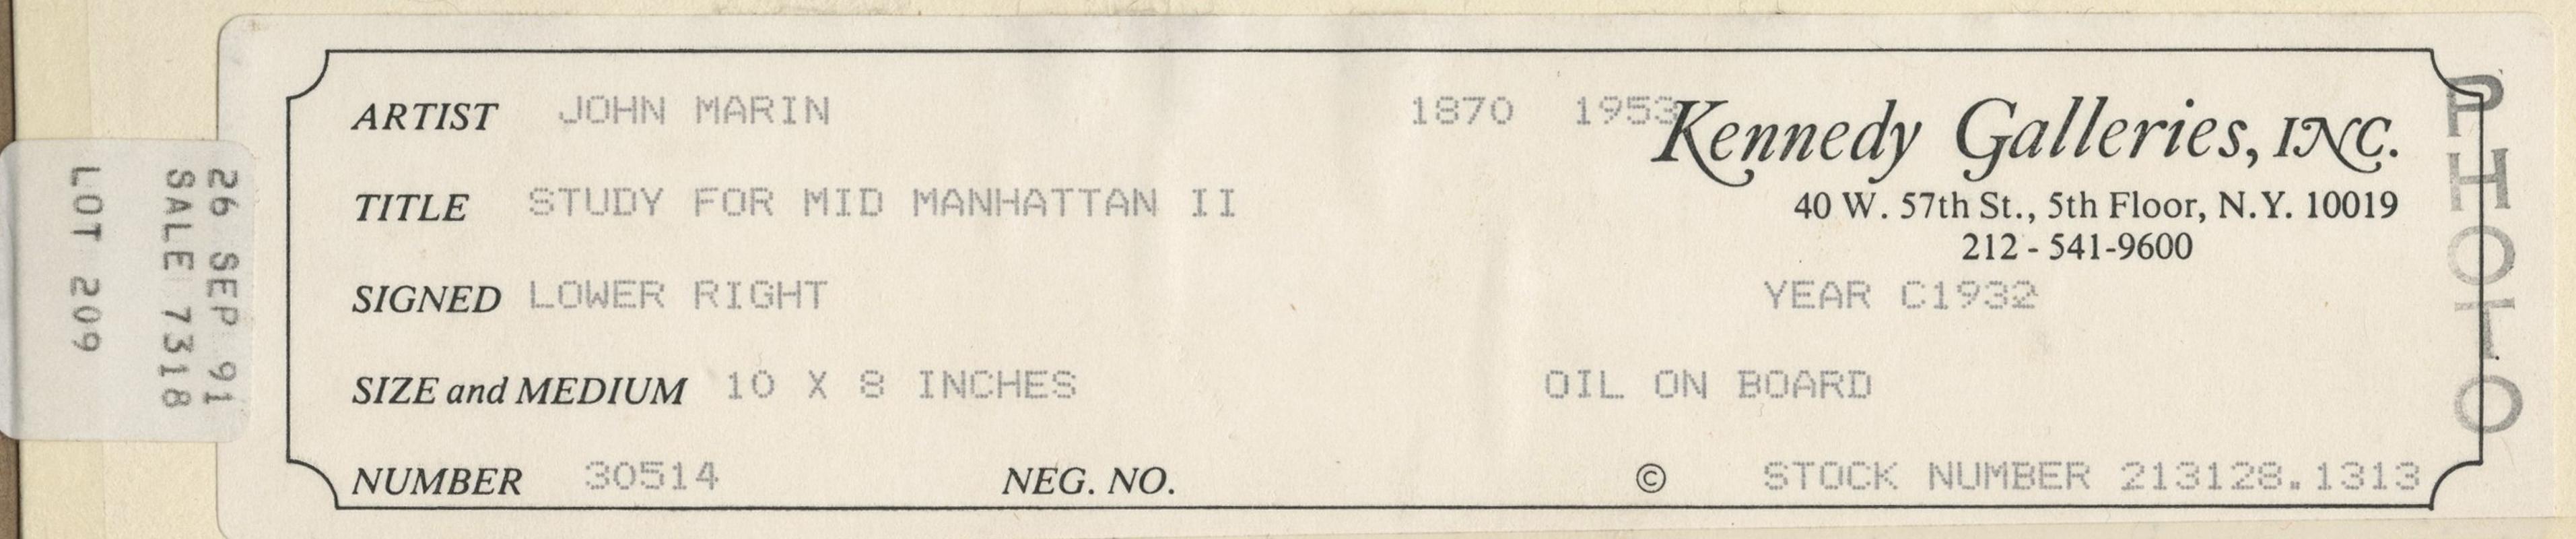 26 SEP 91
SALE 7318
LOT 209
ARTIST JOHN MARIN 1870 1953
Kennedy Galleries, INC.
40 W. 57th St., 5th Floor, N.Y. 10019
212 - 541-9600
TITLE STUDY FOR MID MANHATTAN II
SIGNED LOWER RIGHT YEAR C1932
SIZE and MEDIUM 10 X 8 INCHES OIL ON BOARD
NUMBER 30514 NEG. NO. © STOCK NUMBER 213128.1313
PHOTO